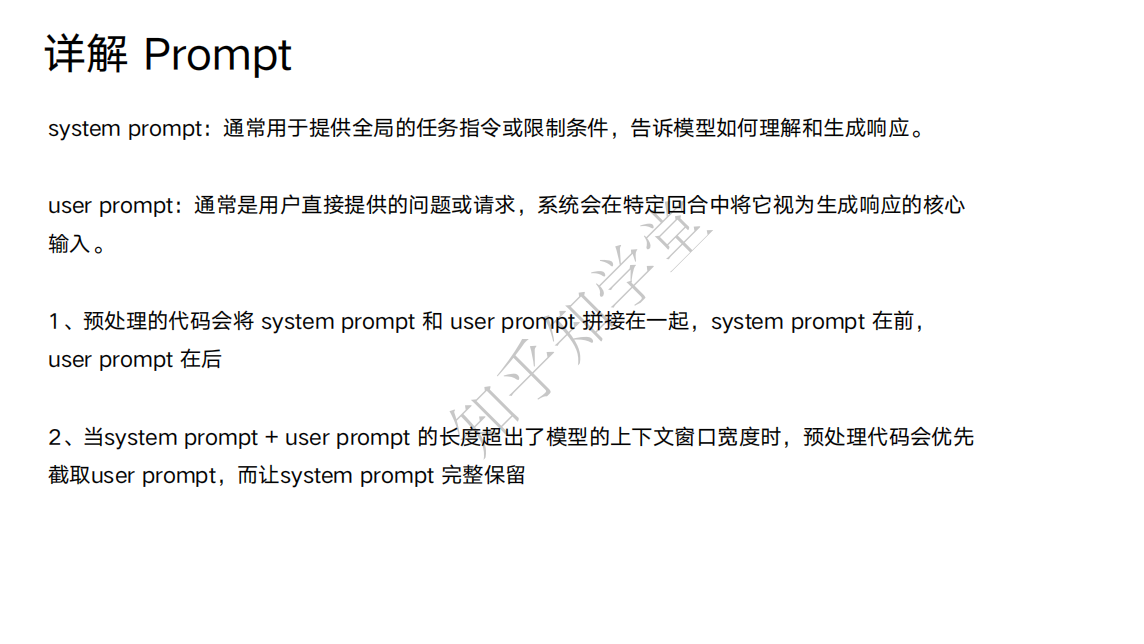 详解 Prompt
system prompt：通常用于提供全局的任务指令或限制条件，告诉模型如何理解和生成响应。
user prompt：通常是用户直接提供的问题或请求，系统会在特定回合中将它视为生成响应的核心
输入。
1、预处理的代码会将 system prompt 和 user prompt 拼接在一起，system prompt 在前，
user prompt 在后
2、当system prompt + user prompt 的长度超出了模型的上下文窗口宽度时，预处理代码会优先
截取user prompt，而让system prompt 完整保留
知乎知学堂